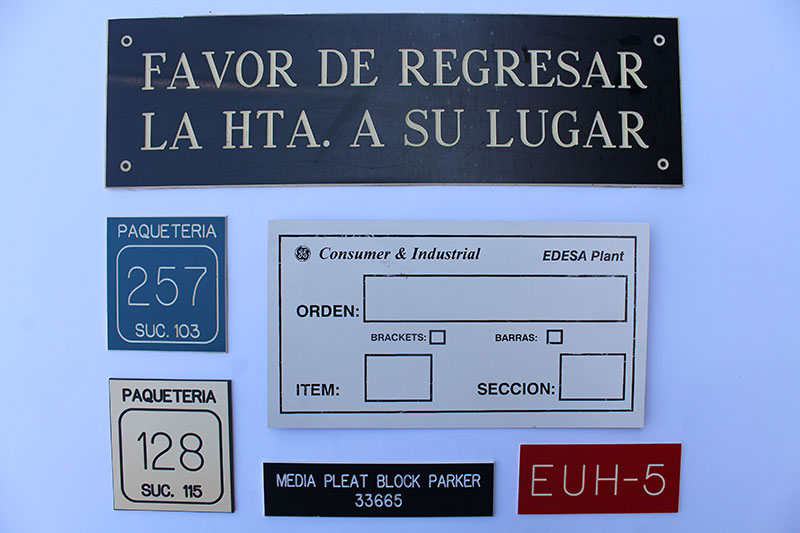 FAVOR DE REGRESAR
LA HTA. A SU LUGAR
PAQUETERIA
257
SUC. 103
Consumer & Industrial EDESA Plant
ORDEN:
BRACKETS: BARRAS:
ITEM: SECCION:
PAQUETERIA
128
SUC. 115
MEDIA PLEAT BLOCK PARKER
33665
EUH-5